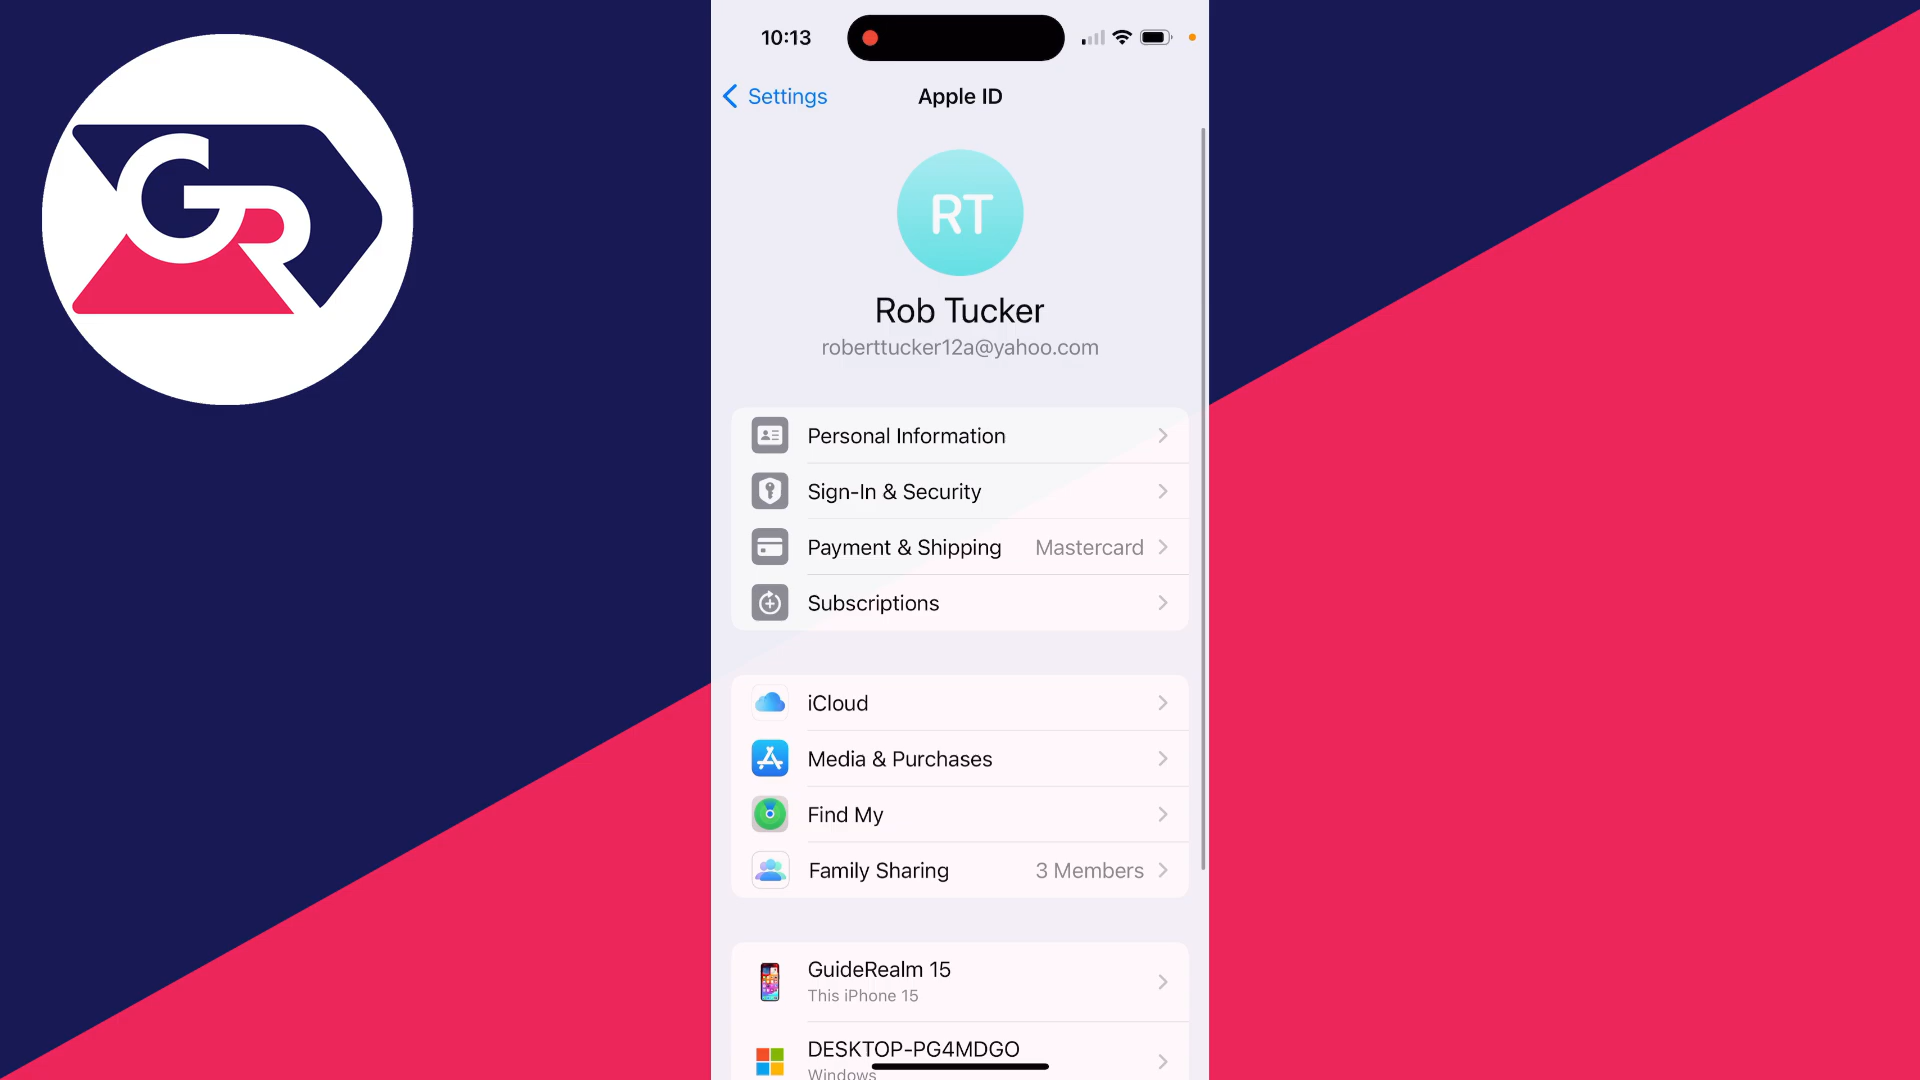 GR
10:13
Settings
Apple ID
RT
Rob Tucker
roberttucker12a@yahoo.com
Personal Information
Sign-In & Security
Payment & Shipping Mastercard
Subscriptions
iCloud
Media & Purchases
Find My
Family Sharing 3 Members
GuideRealm 15
This iPhone 15
DESKTOP-PG4MDGO
Windows